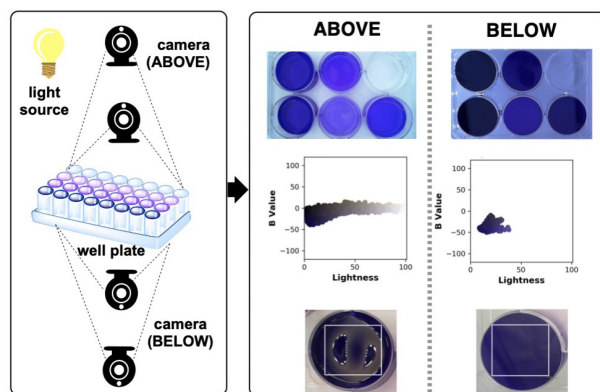 camera
(ABOVE)
light
source
well plate
camera
(BELOW)
ABOVE
BELOW
B Value
100
50
0
−50
−100
0
50
100
Lightness
B Value
100
50
0
−50
−100
0
50
100
Lightness